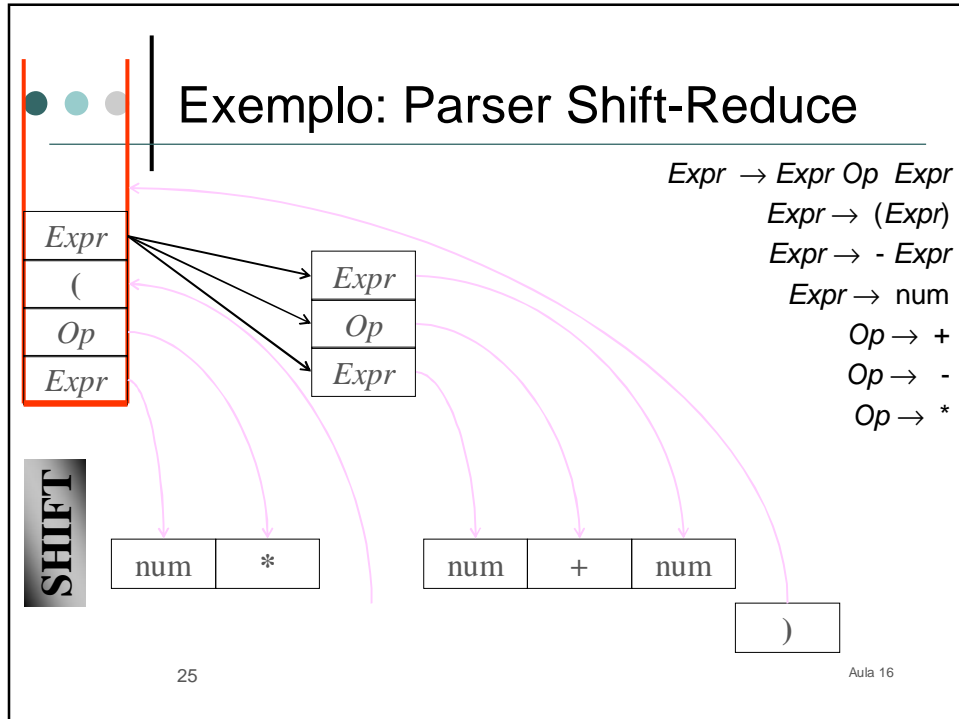 Exemplo: Parser Shift-Reduce
Expr → Expr Op Expr
Expr → (Expr)
Expr → - Expr
Expr → num
Op → +
Op → -
Op → *
Expr
(
Op
Expr
Expr
Op
Expr
SHIFT
num * num + num
)
25 Aula 16